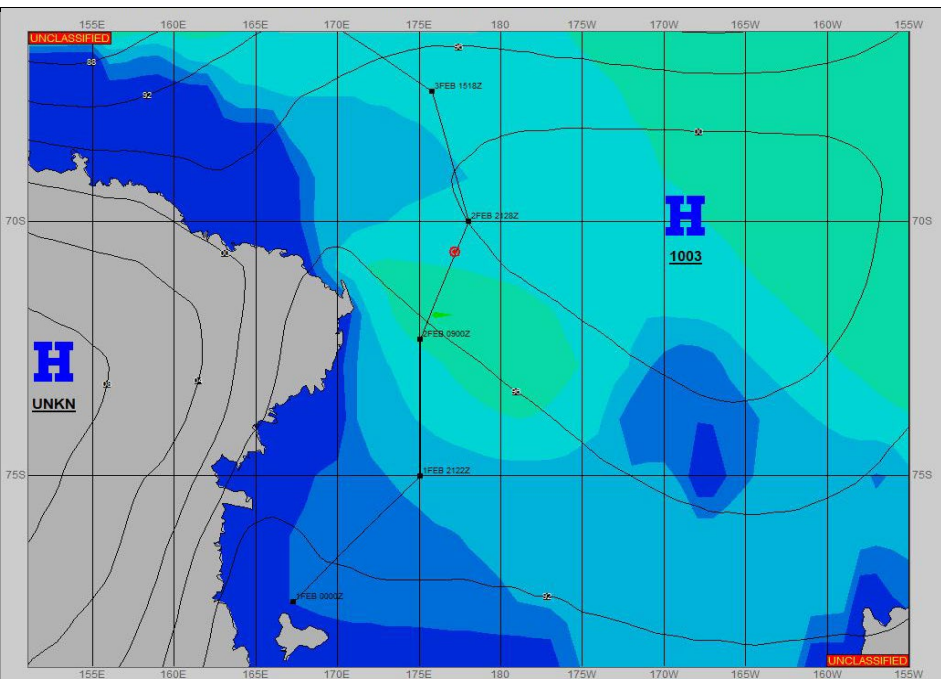 155E 160E 165E 170E 175E 180 175W 170W 165W 160W 155W
UNCLASSIFIED
88
92
3FEB 1518Z
70S
2FEB 2128Z
70S
H
1003
2FEB 0900Z
H
UNKN
75S
1FEB 2122Z
75S
1FEB 0000Z
92
UNCLASSIFIED
155E 160E 165E 170E 175E 180 175W 170W 165W 160W 155W